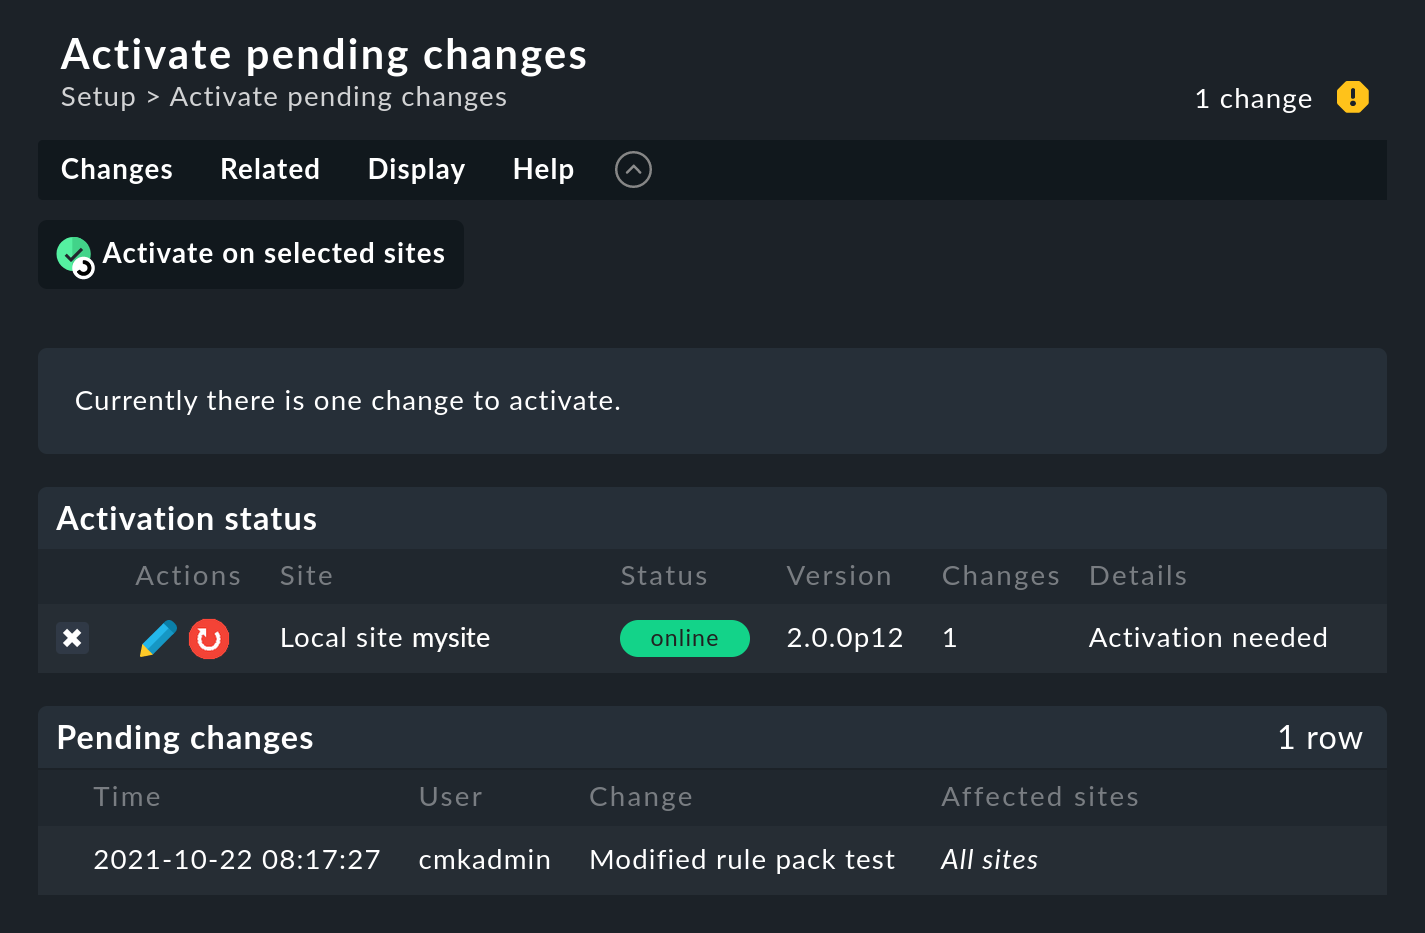 Activate pending changes
Setup > Activate pending changes
1 change
Changes Related Display Help
Activate on selected sites
Currently there is one change to activate.
Activation status
Actions Site Status Version Changes Details
Local site mysite online 2.0.0p12 1 Activation needed
Pending changes 1 row
Time User Change Affected sites
2021-10-22 08:17:27 cmkadmin Modified rule pack test All sites